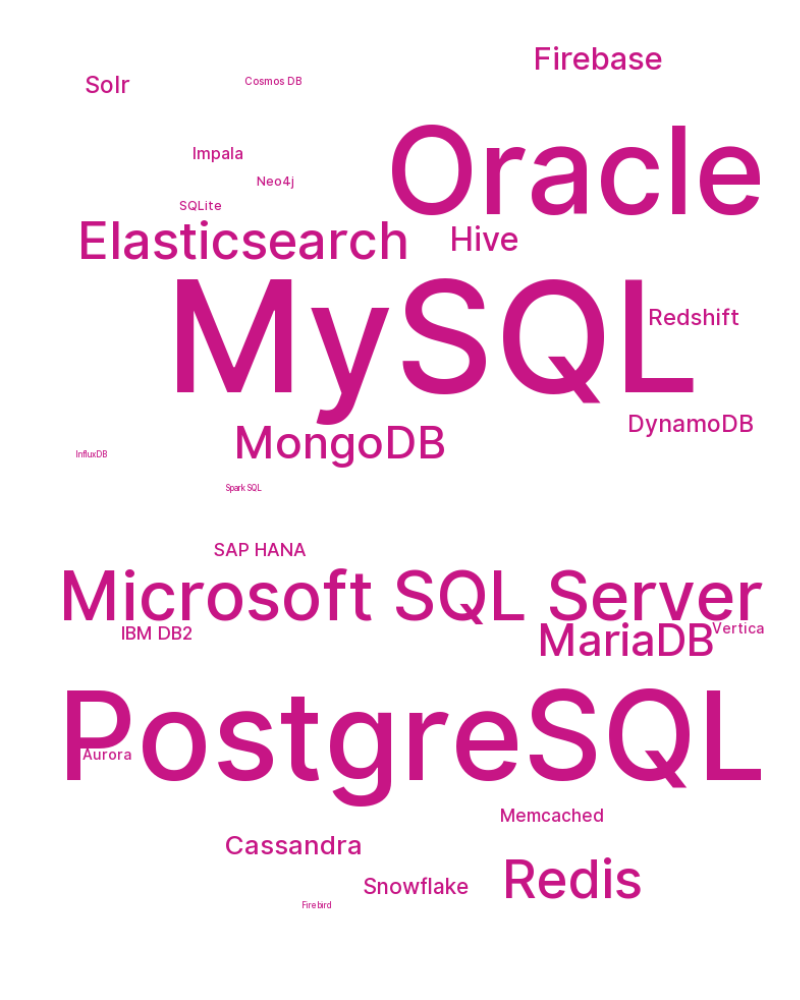 Firebase
Solr
Cosmos DB
Oracle
Impala
Neo4j
SQLite
Elasticsearch
Hive
MySQL
Redshift
DynamoDB
MongoDB
InfluxDB
Spark SQL
SAP HANA
Microsoft SQL Server
IBM DB2
MariaDB
Vertica
PostgreSQL
Aurora
Memcached
Cassandra
Snowflake
Redis
Firebird